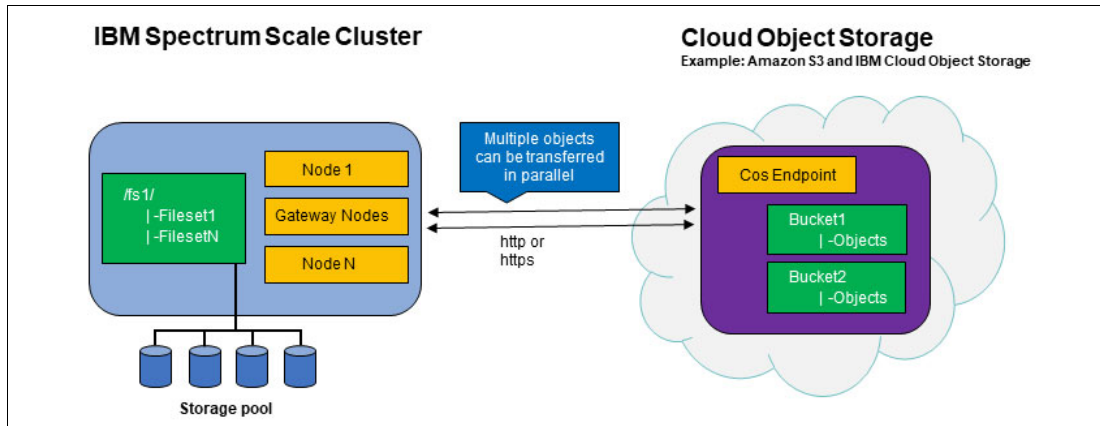 IBM Spectrum Scale Cluster
Cloud Object Storage
Example: Amazon S3 and IBM Cloud Object Storage
/fs1/
| -Fileset1
| -FilesetN
Node 1
Gateway Nodes
Node N
Storage pool
Multiple objects
can be transferred
in parallel
http or
https
Cos Endpoint
Bucket1
| -Objects
Bucket2
| -Objects